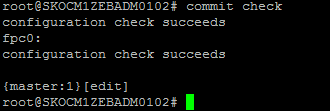 root@SKOCM1ZEBADM0102# commit check
configuration check succeeds
fpc0:
configuration check succeeds
{master:1}[edit]
root@SKOCM1ZEBADM0102#